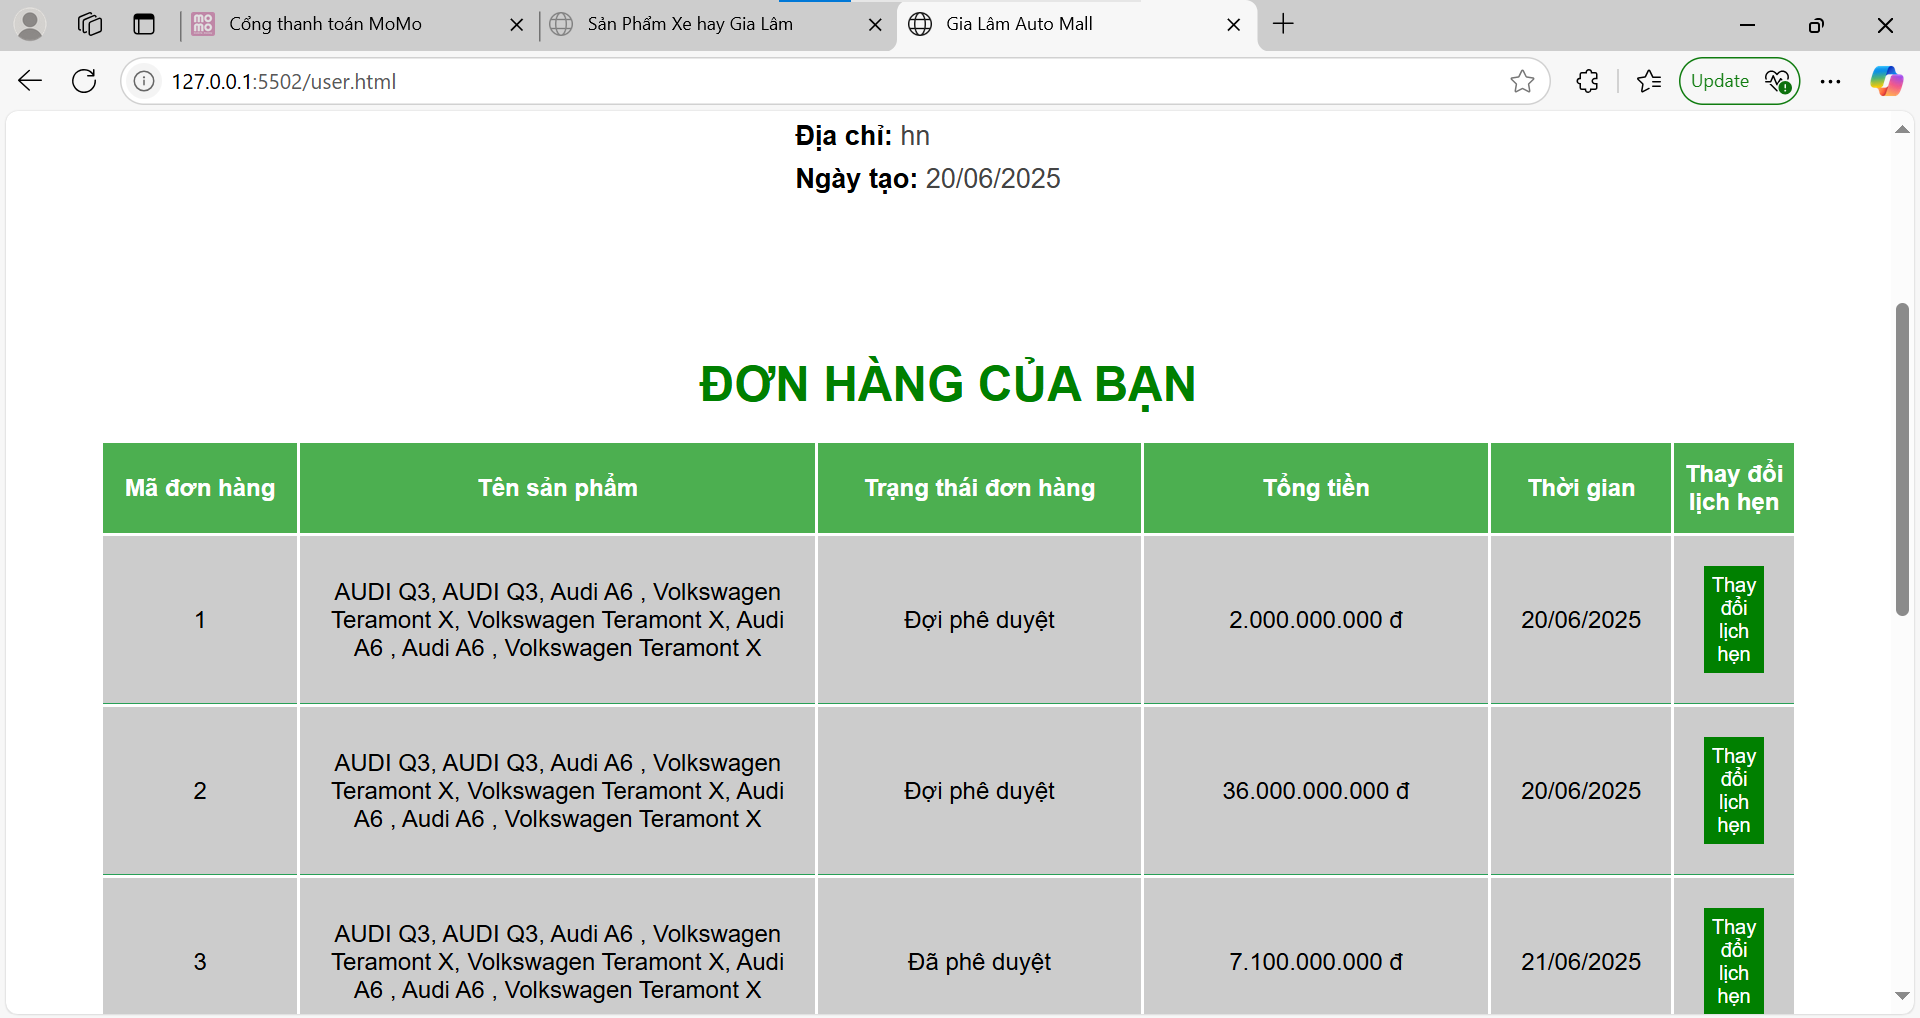 Cổng thanh toán MoMo
Sản Phẩm Xe hay Gia Lâm
Gia Lâm Auto Mall
127.0.0.1:5502/user.html
Update
Địa chỉ: hn
Ngày tạo: 20/06/2025
ĐƠN HÀNG CỦA BẠN
Mã đơn hàng
Tên sản phẩm
Trạng thái đơn hàng
Tổng tiền
Thời gian
Thay đổi
lịch hẹn
1
AUDI Q3, AUDI Q3, Audi A6 , Volkswagen
Teramont X, Volkswagen Teramont X, Audi
A6 , Audi A6 , Volkswagen Teramont X
Đợi phê duyệt
2.000.000.000 đ
20/06/2025
Thay
đổi
lịch
hẹn
2
AUDI Q3, AUDI Q3, Audi A6 , Volkswagen
Teramont X, Volkswagen Teramont X, Audi
A6 , Audi A6 , Volkswagen Teramont X
Đợi phê duyệt
36.000.000.000 đ
20/06/2025
Thay
đổi
lịch
hẹn
3
AUDI Q3, AUDI Q3, Audi A6 , Volkswagen
Teramont X, Volkswagen Teramont X, Audi
A6 , Audi A6 , Volkswagen Teramont X
Đã phê duyệt
7.100.000.000 đ
21/06/2025
Thay
đổi
lịch
hẹn